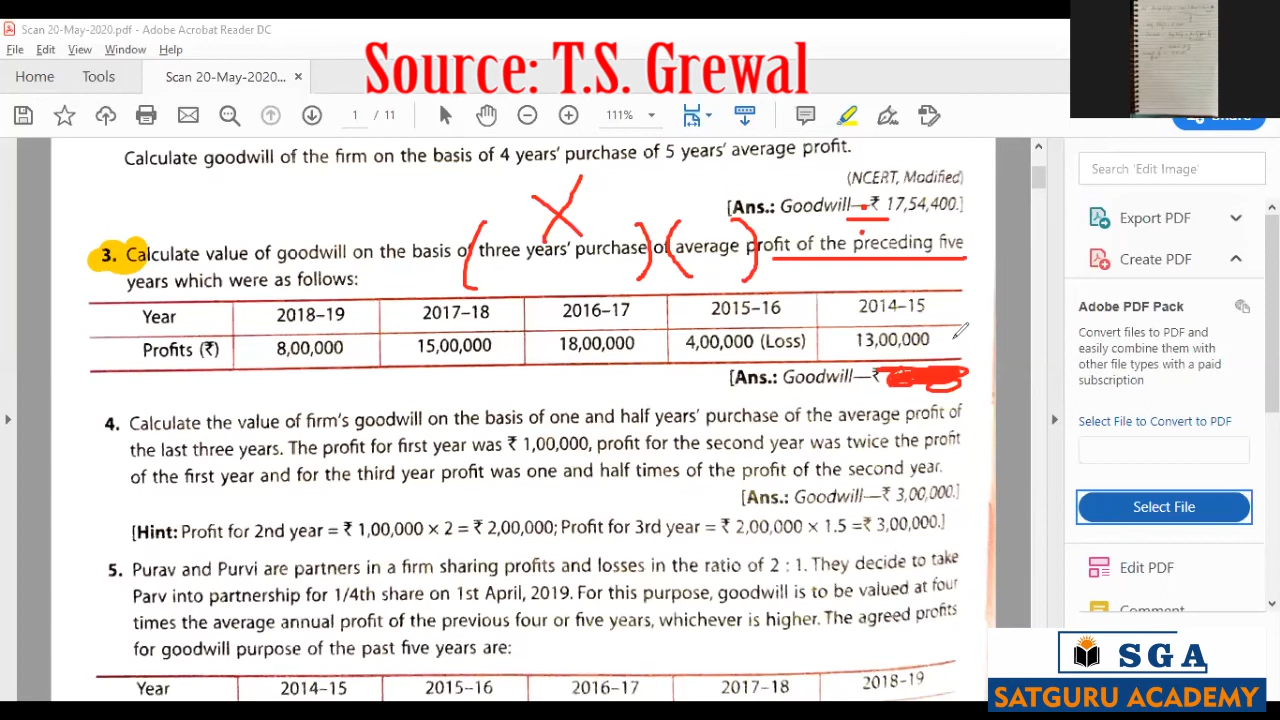 Scan 20-May-2020.pdf - Adobe Acrobat Reader DC
File Edit View Window Help
Source: T.S. Grewal
Home Tools Scan 20-May-2020... ×
1 / 11 111%
Calculate goodwill of the firm on the basis of 4 years' purchase of 5 years' average profit.
(NCERT, Modified)
[Ans.: Goodwill—₹ 17,54,400.]
3. Calculate value of goodwill on the basis of three years' purchase of average profit of the preceding five
years which were as follows:
Year 2018–19 2017–18 2016–17 2015–16 2014–15
Profits (₹) 8,00,000 15,00,000 18,00,000 4,00,000 (Loss) 13,00,000
[Ans.: Goodwill—₹
4. Calculate the value of firm's goodwill on the basis of one and half years' purchase of the average profit of
the last three years. The profit for first year was ₹ 1,00,000, profit for the second year was twice the profit
of the first year and for the third year profit was one and half times of the profit of the second year.
[Ans.: Goodwill—₹ 3,00,000.]
[Hint: Profit for 2nd year = ₹ 1,00,000 × 2 = ₹ 2,00,000; Profit for 3rd year = ₹ 2,00,000 × 1.5 =₹ 3,00,000.]
5. Purav and Purvi are partners in a firm sharing profits and losses in the ratio of 2 : 1. They decide to take
Parv into partnership for 1/4th share on 1st April, 2019. For this purpose, goodwill is to be valued at four
times the average annual profit of the previous four or five years, whichever is higher. The agreed profits
for goodwill purpose of the past five years are:
Year 2014–15 2015–16 2016–17 2017–18 2018–19
Search 'Edit Image'
Export PDF
Create PDF
Adobe PDF Pack
Convert files to PDF and
easily combine them with
other file types with a paid
subscription
Select File to Convert to PDF
Select File
Edit PDF
Comment
SGA
SATGURU ACADEMY